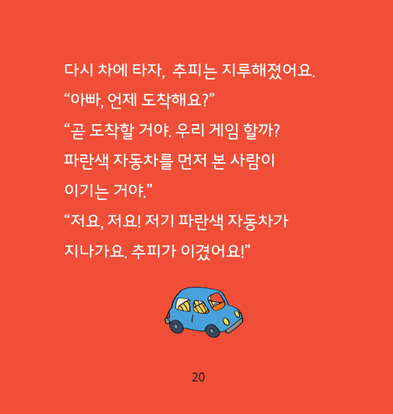 다시 차에 타자, 추피는 지루해졌어요.
“아빠, 언제 도착해요?”
“곧 도착할 거야. 우리 게임 할까?
파란색 자동차를 먼저 본 사람이
이기는 거야.”
“저요, 저요! 저기 파란색 자동차가
지나가요. 추피가 이겼어요!”
20